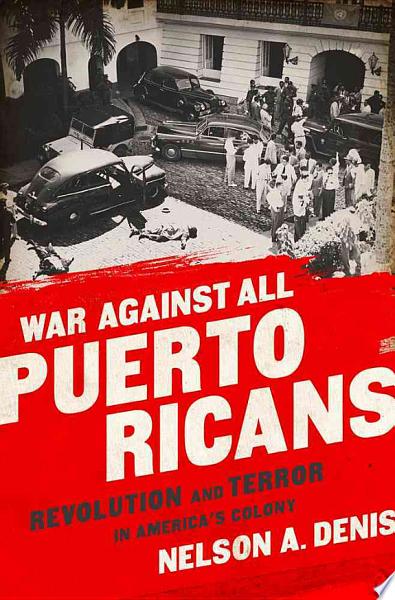 WAR AGAINST ALL
PUERTO
RICANS
REVOLUTION AND TERROR
IN AMERICA'S COLONY
NELSON A. DENIS